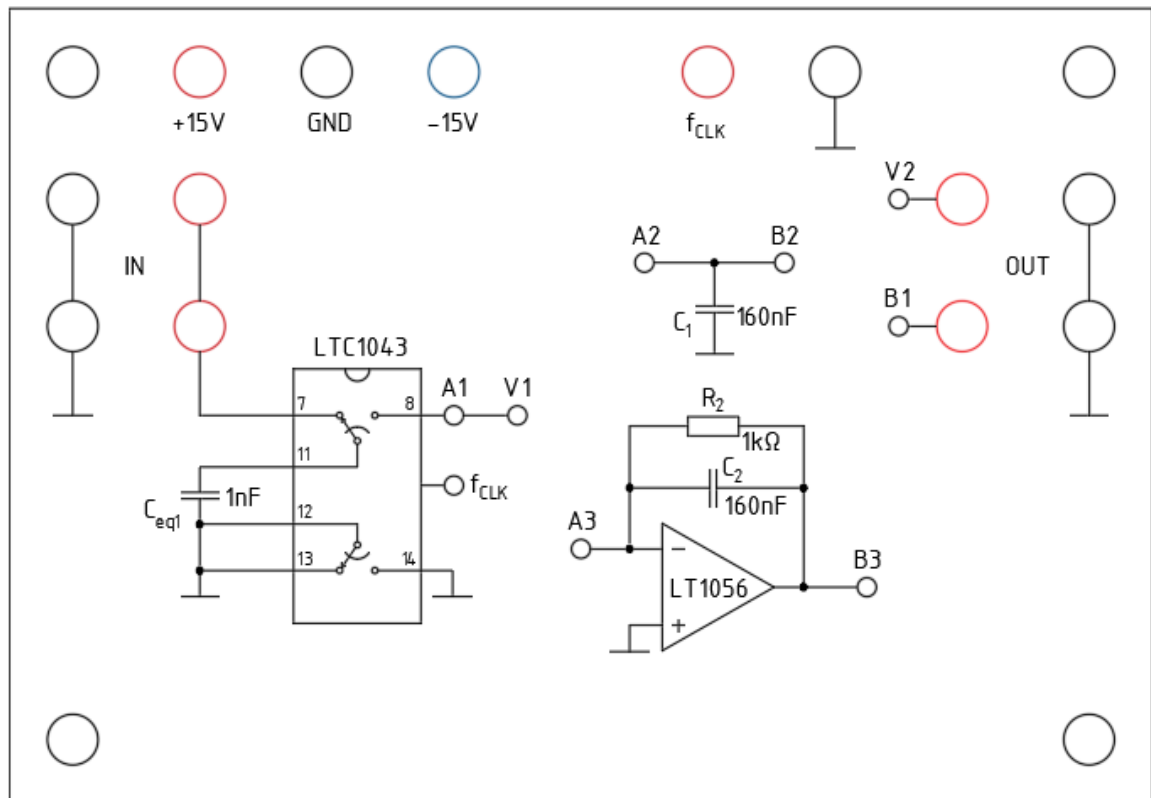 +15V
GND
-15V
fCLK
V2
A2
B2
IN
OUT
B1
C1
160nF
LTC1043
A1
V1
7
8
R2
1kΩ
11
C2
fCLK
1nF
Ceq1
12
160nF
A3
13
14
−
B3
LT1056
+